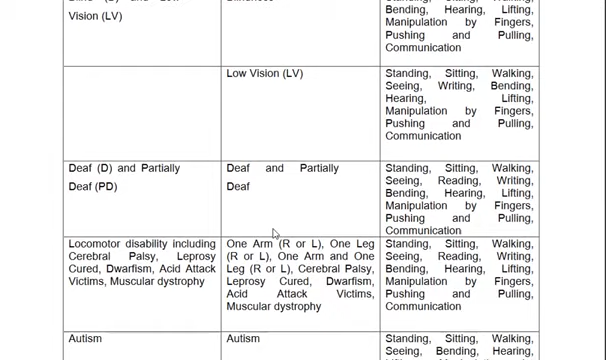 Vision (LV)
Bending, Hearing, Lifting,
Manipulation by Fingers,
Pushing and Pulling,
Communication
Low Vision (LV)
Standing, Sitting, Walking,
Seeing, Writing, Bending,
Hearing, Lifting,
Manipulation by Fingers,
Pushing and Pulling,
Communication
Deaf (D) and Partially
Deaf (PD)
Deaf and Partially
Deaf
Standing, Sitting, Walking,
Seeing, Reading, Writing,
Bending, Hearing, Lifting,
Manipulation by Fingers,
Pushing and Pulling,
Communication
Locomotor disability including
Cerebral Palsy, Leprosy
Cured, Dwarfism, Acid Attack
Victims, Muscular dystrophy
One Arm (R or L), One Leg
(R or L), One Arm and One
Leg (R or L), Cerebral Palsy,
Leprosy Cured, Dwarfism,
Acid Attack Victims,
Muscular dystrophy
Standing, Sitting, Walking,
Seeing, Reading, Writing,
Bending, Hearing, Lifting,
Manipulation by Fingers,
Pushing and Pulling,
Communication
Autism
Autism
Standing, Sitting, Walking,
Seeing, Bending, Hearing,